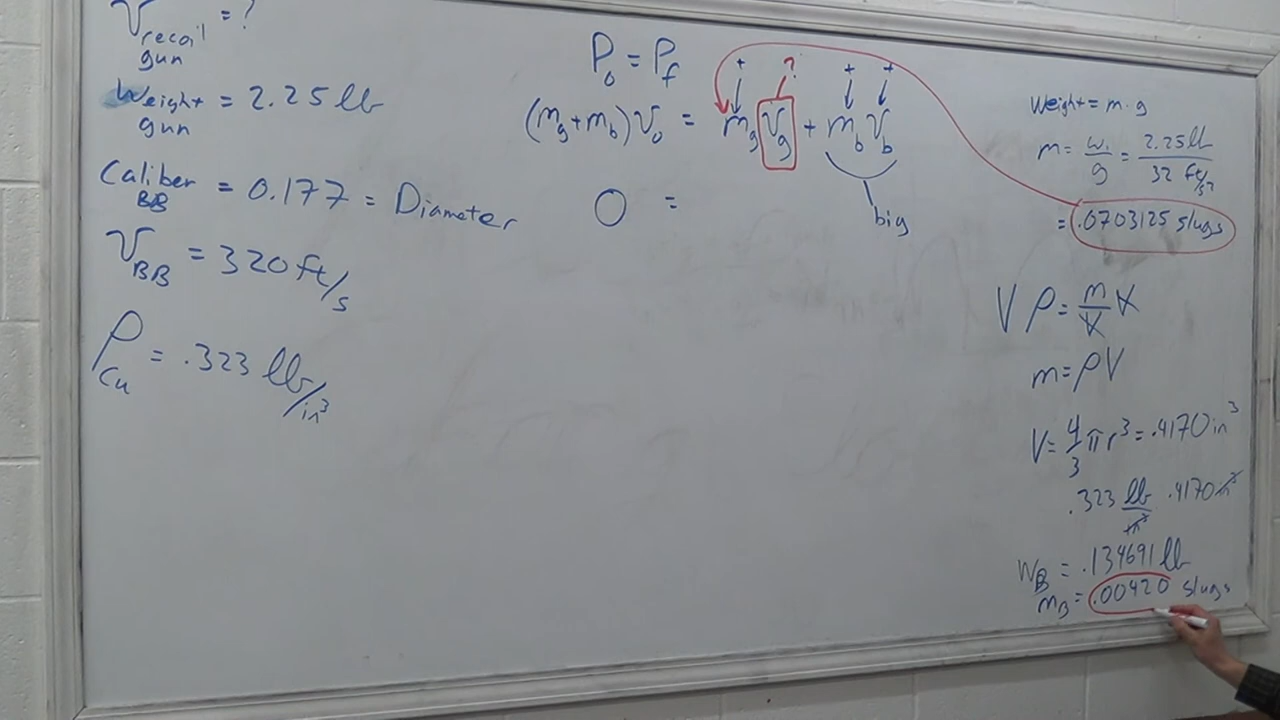 V recoil gun = ?
Weight gun = 2.25 lb
Caliber BB = 0.177 = Diameter
V BB = 320 ft/s
ρ Cu = .323 lb/in³
P₀ = P_f
+ ? + +
(m_g + m_b) V₀ = m_g V_g + m_b V_b
big
0 =
Weight = m · g
m = w/g = 2.25 lb / 32 ft/s²
= .0703125 slugs
V ρ = m/V V
m = ρV
V = 4/3 π r³ = .4170 in³
.323 lb/in³ .4170 in³
W_B = .134691 lb
m_B = .00420 slugs